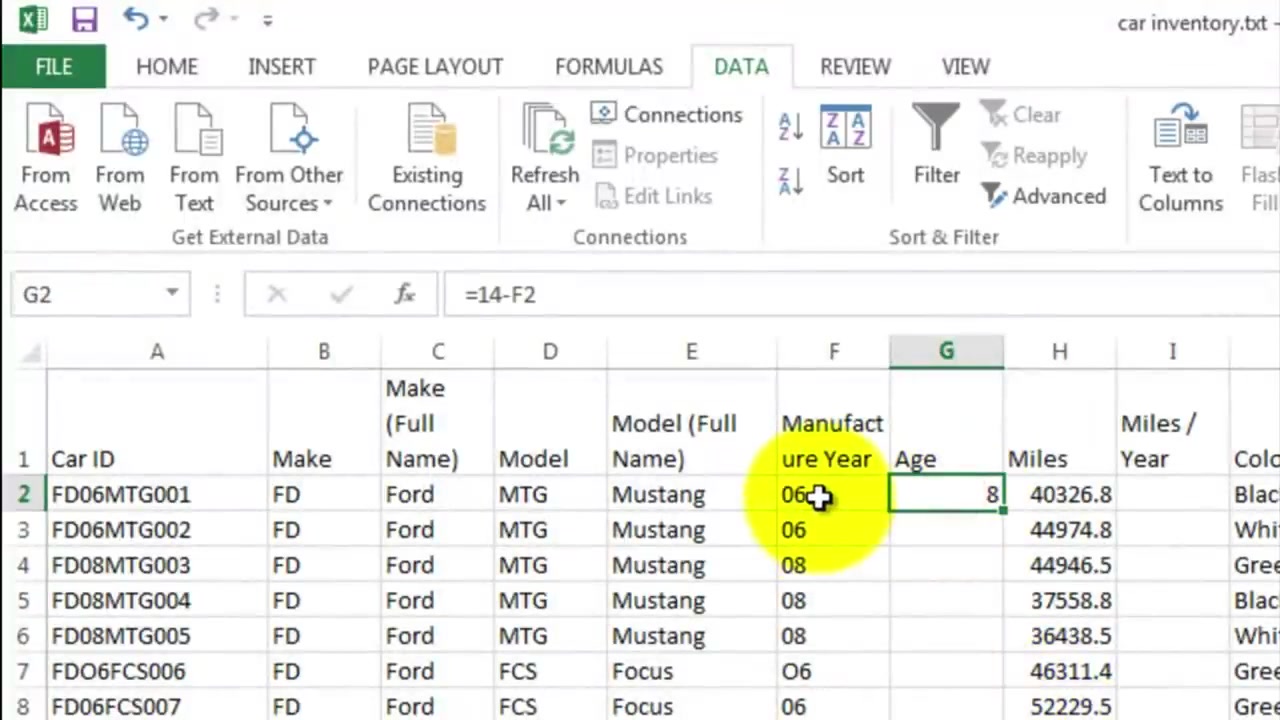 car inventory.txt -
FILE HOME INSERT PAGE LAYOUT FORMULAS DATA REVIEW VIEW
From Access
From Web
From Text
From Other Sources
Existing Connections
Refresh All
Connections
Properties
Edit Links
A Z
Z A
Z A A Z
Sort
Filter
Clear
Reapply
Advanced
Text to Columns
Flas
Fill
Get External Data Connections Sort & Filter
G2 fx =14-F2
A B C D E F G H I
1 Car ID Make Make (Full Name) Model Model (Full Name) Manufact ure Year Age Miles Miles / Year Colo
2 FD06MTG001 FD Ford MTG Mustang 06 8 40326.8 Blac
3 FD06MTG002 FD Ford MTG Mustang 06 44974.8 Whi
4 FD08MTG003 FD Ford MTG Mustang 08 44946.5 Gree
5 FD08MTG004 FD Ford MTG Mustang 08 37558.8 Blac
6 FD08MTG005 FD Ford MTG Mustang 08 36438.5 Whi
7 FDO6FCS006 FD Ford FCS Focus O6 46311.4 Gree
8 FD06FCS007 FD Ford FCS Focus 06 52229.5 Gree